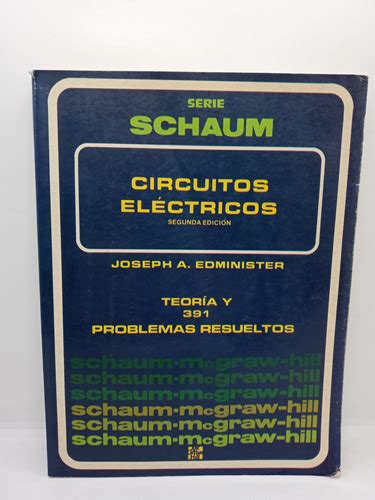 SERIE
SCHAUM
CIRCUITOS
ELÉCTRICOS
SEGUNDA EDICIÓN
JOSEPH A. EDMINISTER
TEORÍA Y
391
PROBLEMAS RESUELTOS
schaum·mcgraw-hill
schaum·mcgraw-hill
schaum·mcgraw-hill
schaum·mcgraw-hill
schaum·mcgraw-hill
schaum·mcgraw-hill